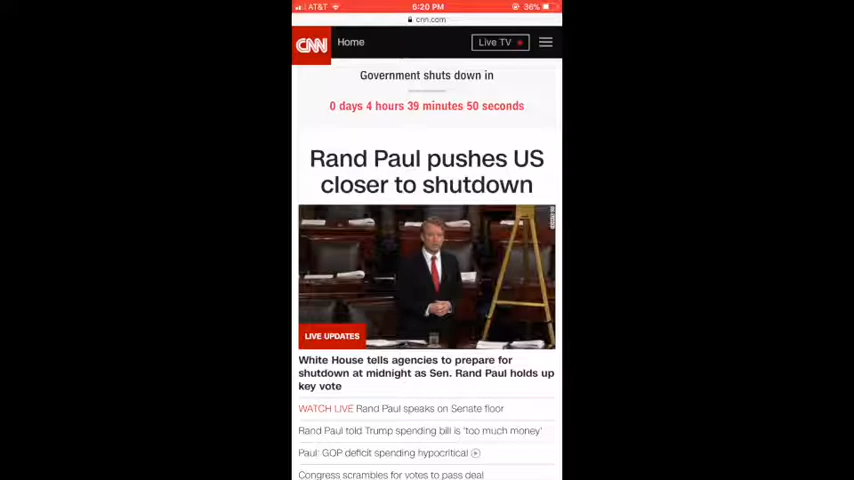 AT&T 6:20 PM 36%
cnn.com
CNN Home Live TV
Government shuts down in
0 days 4 hours 39 minutes 50 seconds
Rand Paul pushes US
closer to shutdown
LIVE UPDATES
White House tells agencies to prepare for
shutdown at midnight as Sen. Rand Paul holds up
key vote
WATCH LIVE Rand Paul speaks on Senate floor
Rand Paul told Trump spending bill is 'too much money'
Paul: GOP deficit spending hypocritical
Congress scrambles for votes to pass deal